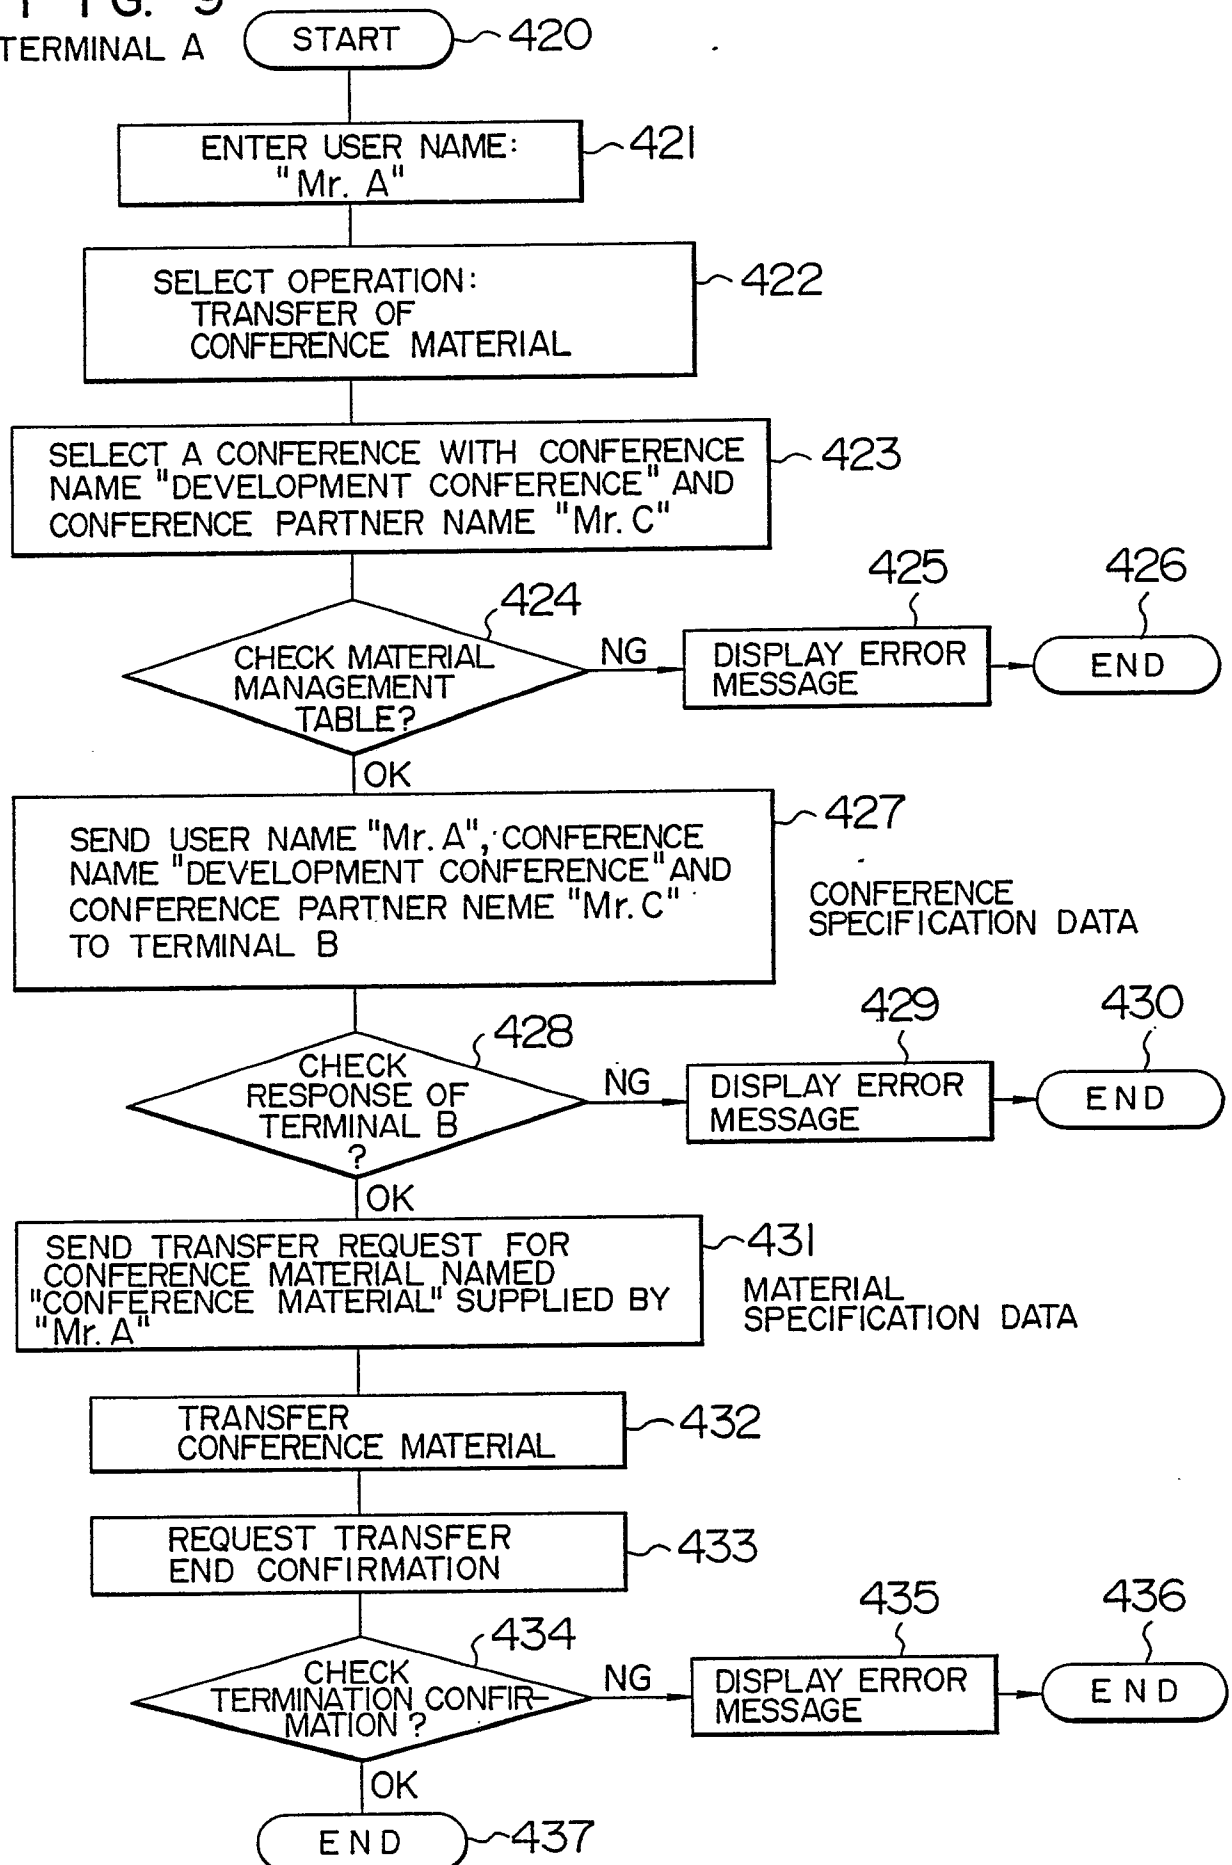 FIG. 9
TERMINAL A
START
420
ENTER USER NAME:
"Mr. A"
421
SELECT OPERATION:
TRANSFER OF
CONFERENCE MATERIAL
422
SELECT A CONFERENCE WITH CONFERENCE
NAME "DEVELOPMENT CONFERENCE" AND
CONFERENCE PARTNER NAME "Mr. C"
423
CHECK MATERIAL
MANAGEMENT
TABLE?
424
NG
DISPLAY ERROR
MESSAGE
425
END
426
OK
SEND USER NAME "Mr. A", CONFERENCE
NAME "DEVELOPMENT CONFERENCE" AND
CONFERENCE PARTNER NEME "Mr. C"
TO TERMINAL B
427
CONFERENCE
SPECIFICATION DATA
CHECK
RESPONSE OF
TERMINAL B
?
428
NG
DISPLAY ERROR
MESSAGE
429
END
430
OK
SEND TRANSFER REQUEST FOR
CONFERENCE MATERIAL NAMED
"CONFERENCE MATERIAL" SUPPLIED BY
"Mr. A"
431
MATERIAL
SPECIFICATION DATA
TRANSFER
CONFERENCE MATERIAL
432
REQUEST TRANSFER
END CONFIRMATION
433
CHECK
TERMINATION CONFIR-
MATION ?
434
NG
DISPLAY ERROR
MESSAGE
435
END
436
OK
END
437